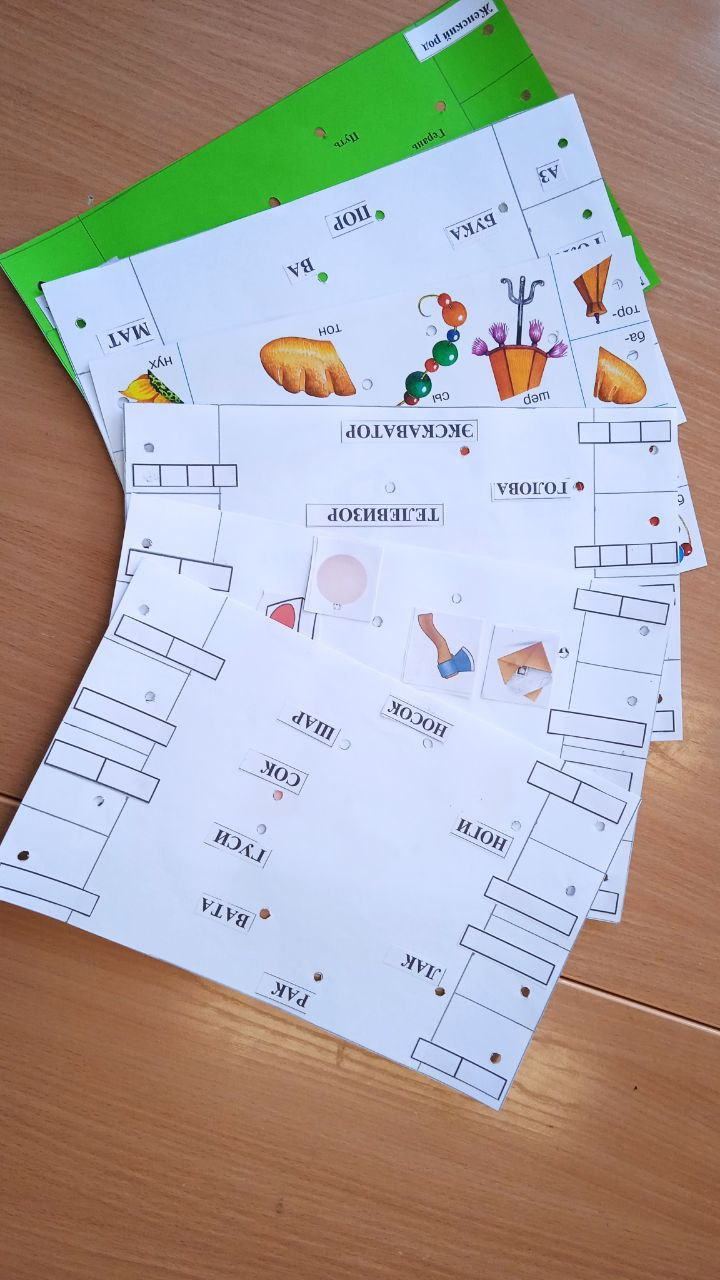 Женский род
Путь
Герань
АЗ
ПОР
БУКА
ВА
МАТ
тор-
ба-
нух
тон
сы
шер
ЭКСКАВАТОР
ГОЛОВА
ТЕЛЕВИЗОР
НОСОК
ШАР
СОК
НОГИ
ГУСИ
ВАТА
ЛАК
РАК